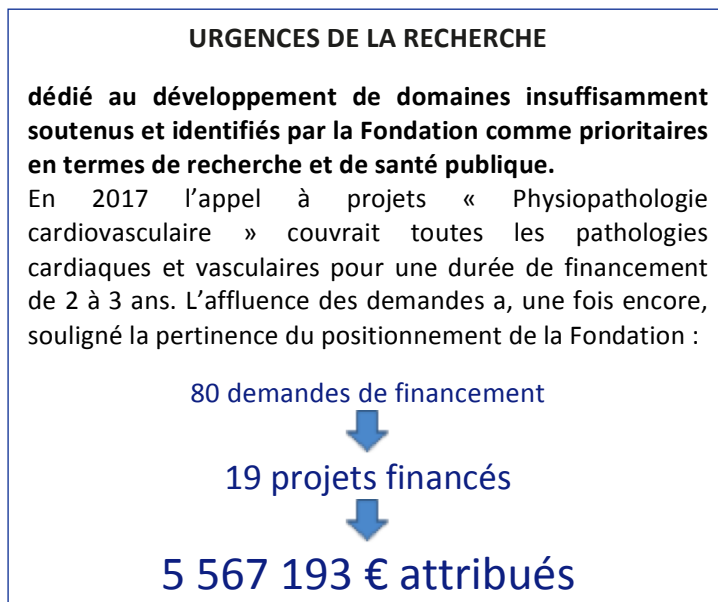 URGENCES DE LA RECHERCHE
dédié au développement de domaines insuffisamment
soutenus et identifiés par la Fondation comme prioritaires
en termes de recherche et de santé publique.
En 2017 l’appel à projets « Physiopathologie
cardiovasculaire » couvrait toutes les pathologies
cardiaques et vasculaires pour une durée de financement
de 2 à 3 ans. L’affluence des demandes a, une fois encore,
souligné la pertinence du positionnement de la Fondation :
80 demandes de financement
19 projets financés
5 567 193 € attribués